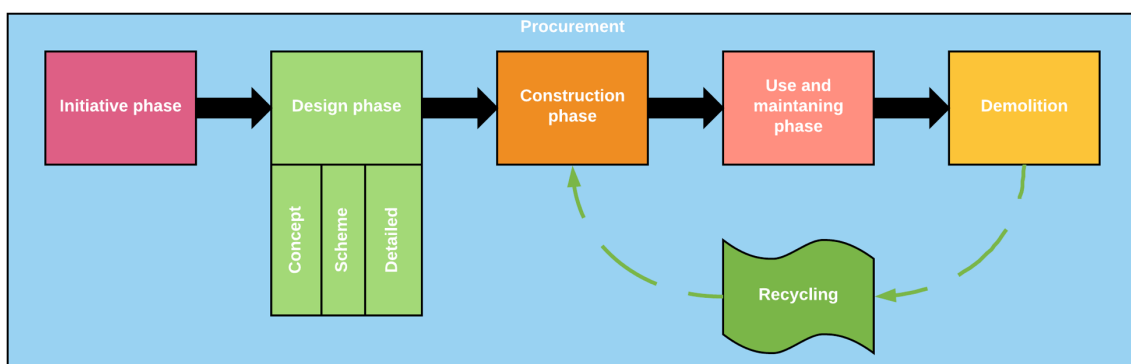 Procurement
Initiative phase
Design phase
Construction
phase
Use and
maintaning
phase
Demolition
Concept
Scheme
Detailed
Recycling